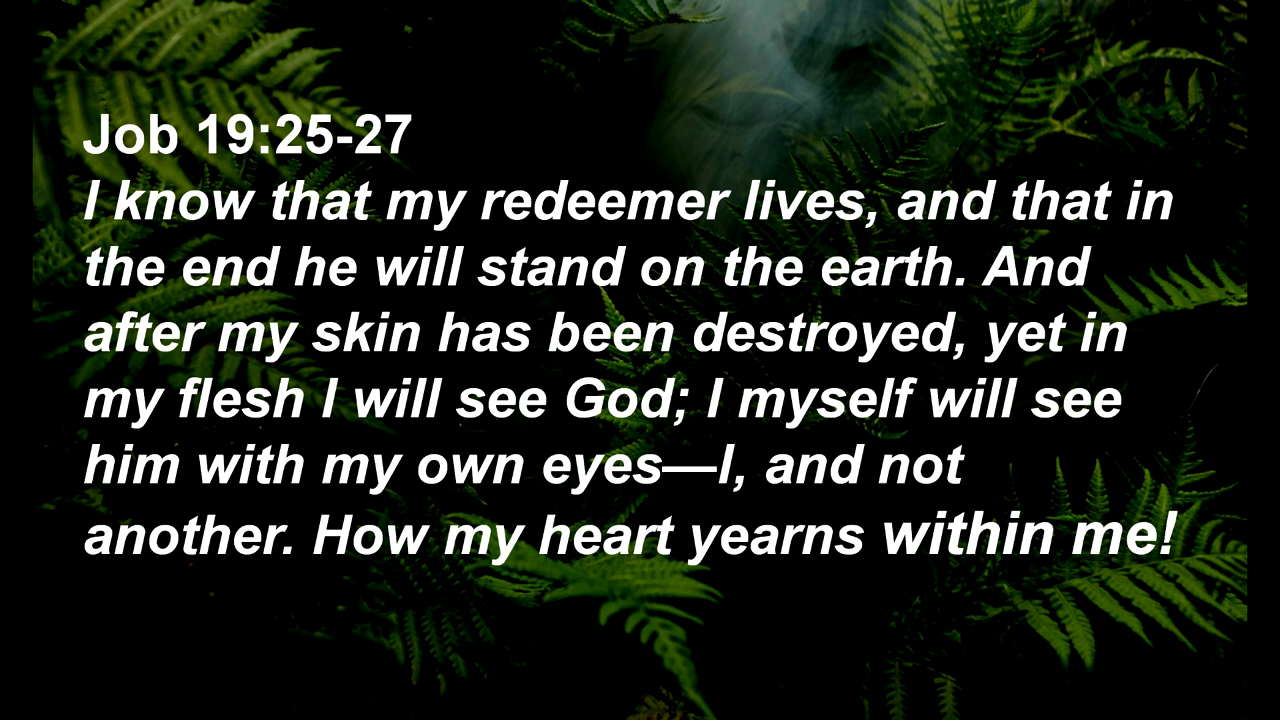 Job 19:25-27
I know that my redeemer lives, and that in
the end he will stand on the earth. And
after my skin has been destroyed, yet in
my flesh I will see God; I myself will see
him with my own eyes—I, and not
another. How my heart yearns within me!